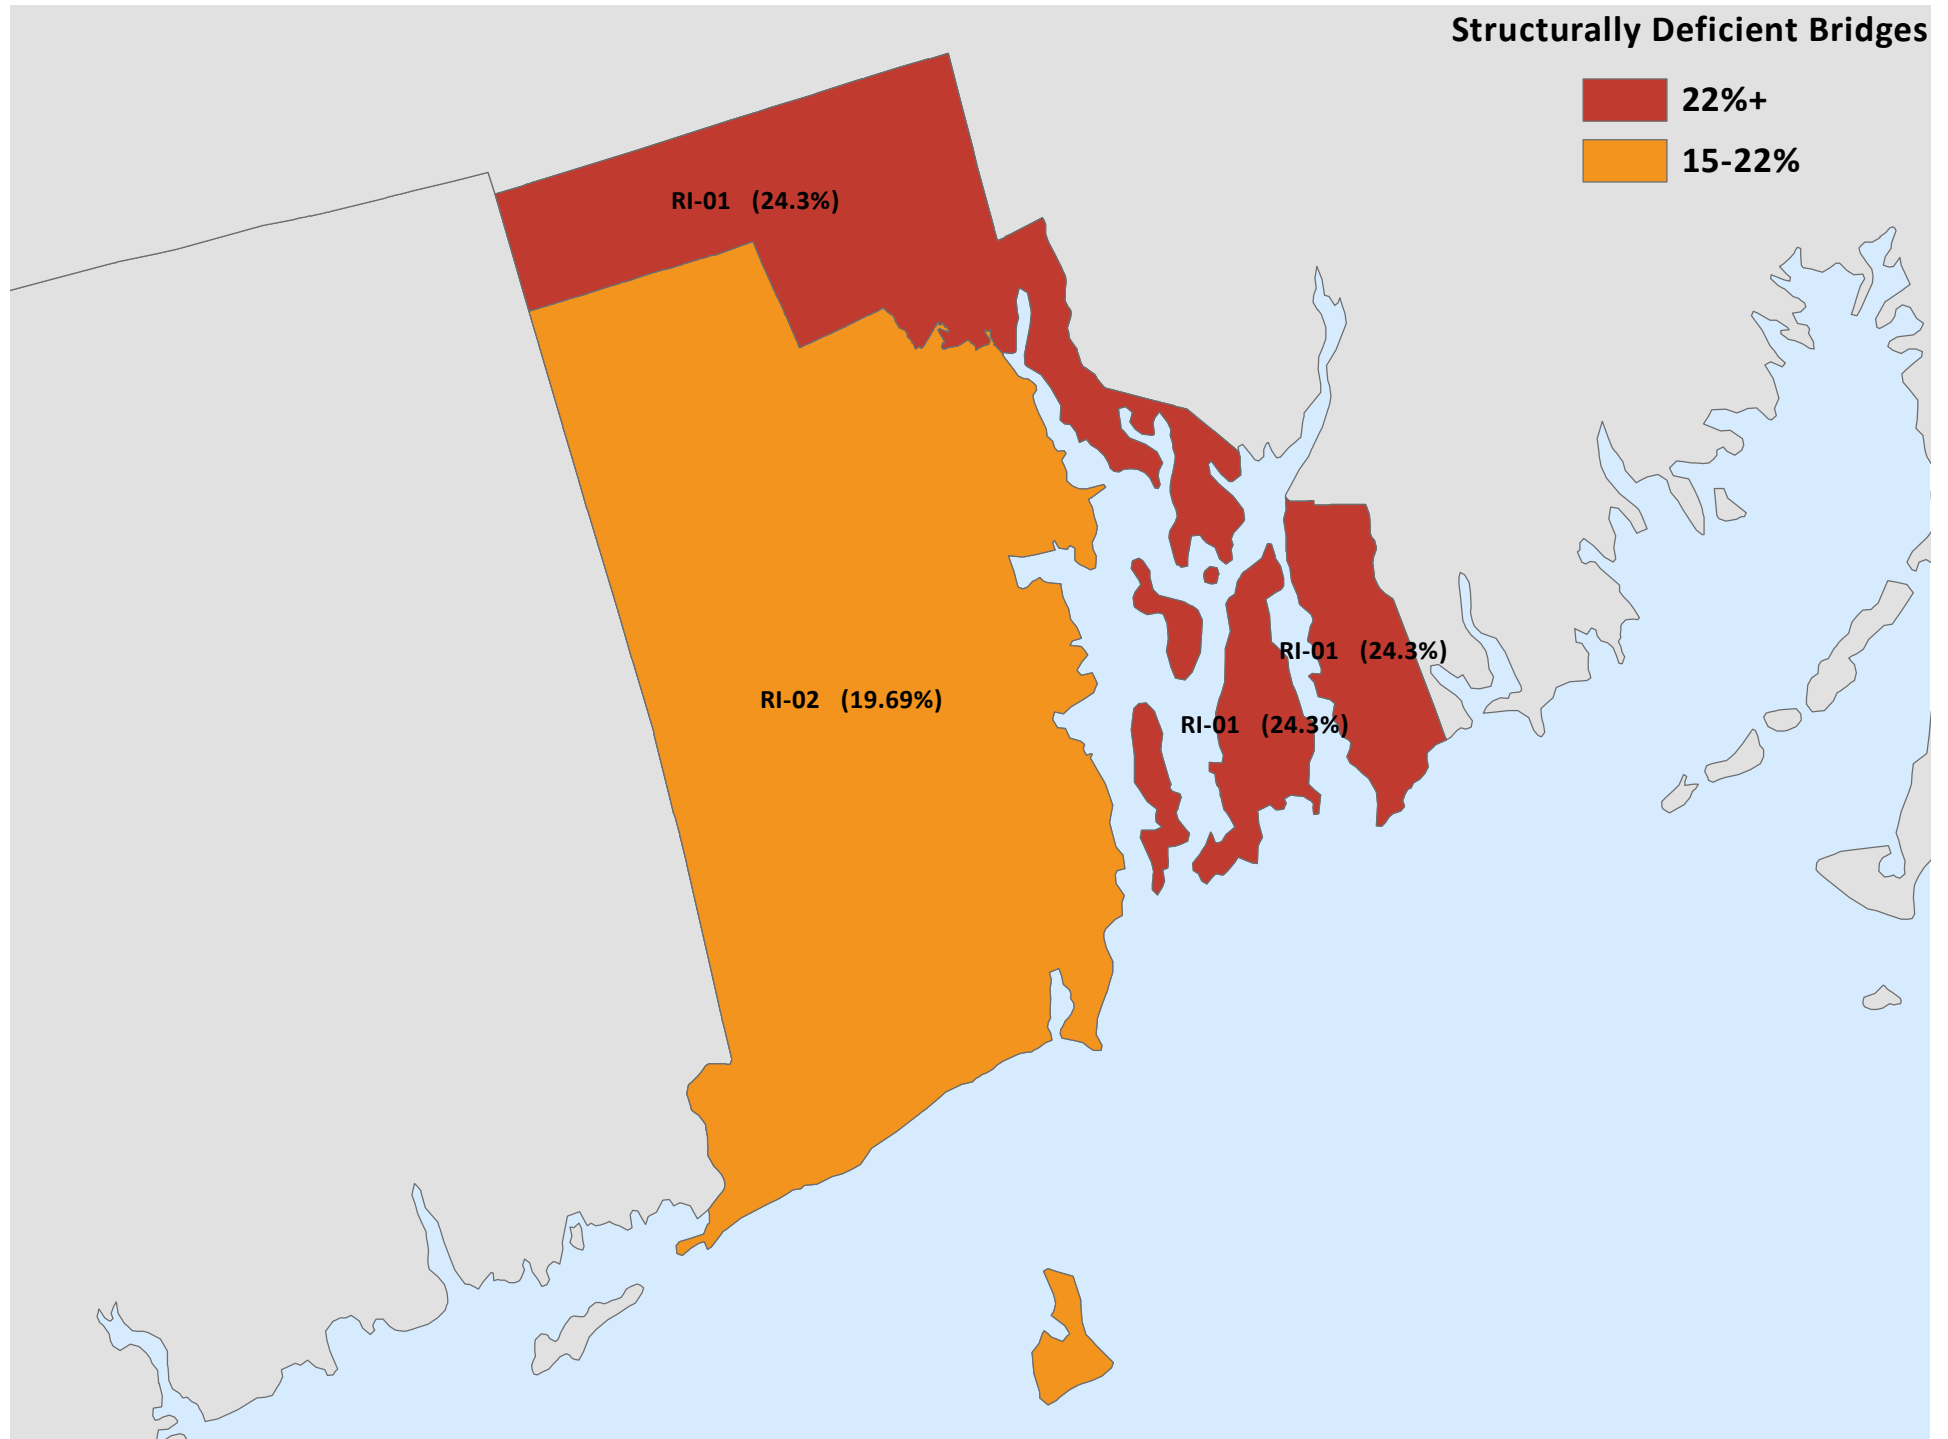 Structurally Deficient Bridges
22%+
15-22%
RI-01 (24.3%)
RI-01 (24.3%)
RI-02 (19.69%)
RI-01 (24.3%)